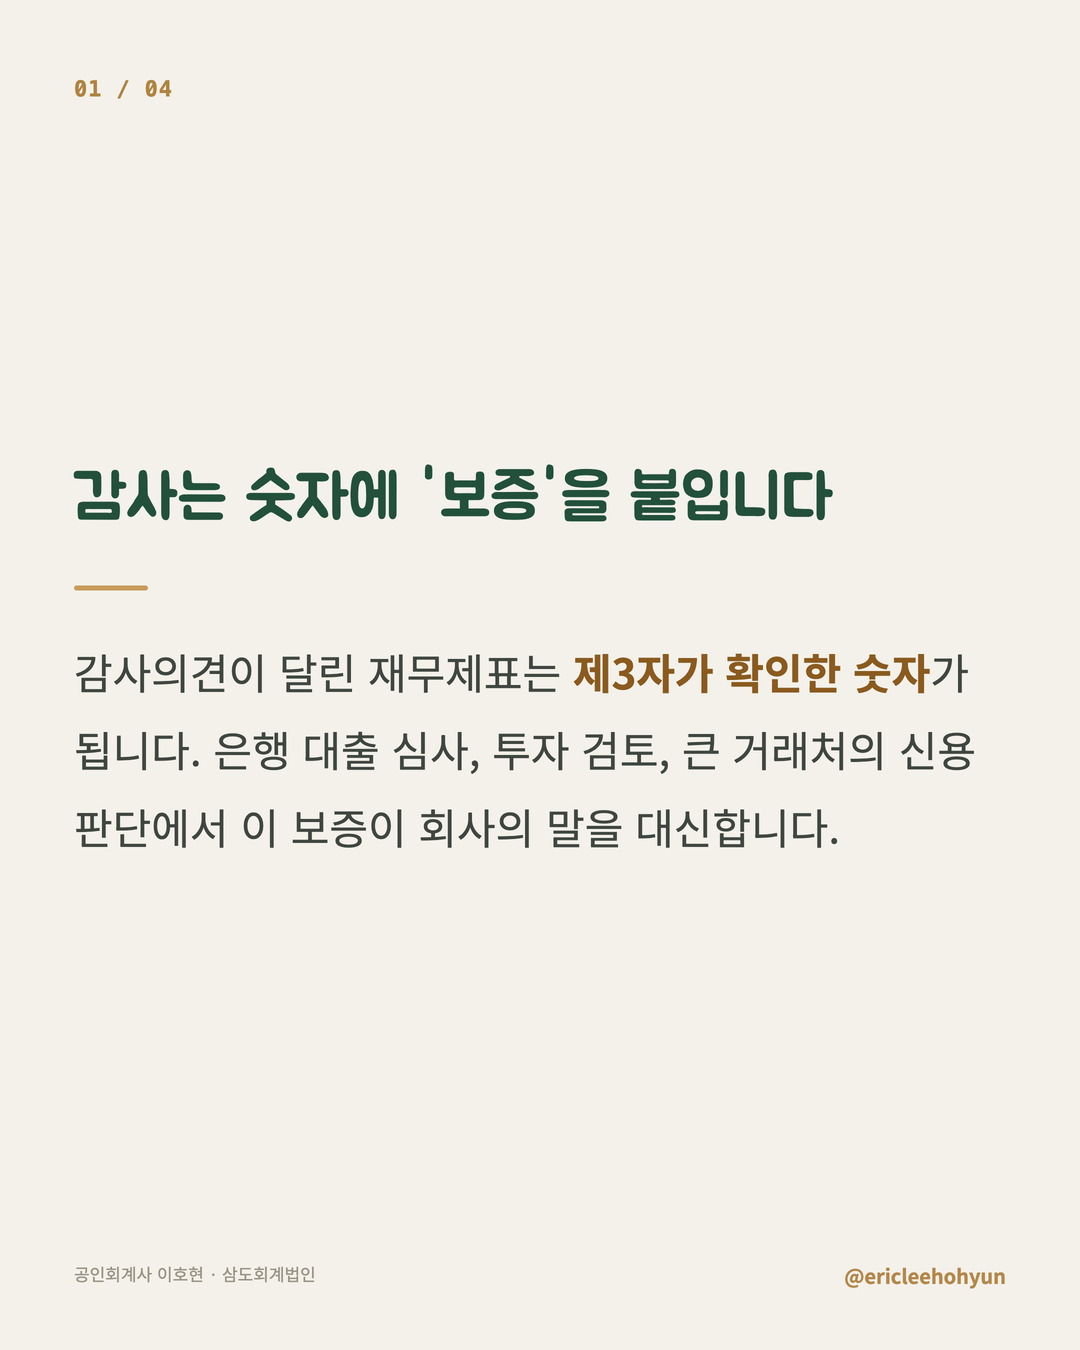 01 / 04
감사는 숫자에 '보증'을 붙입니다
감사의견이 달린 재무제표는 제3자가 확인한 숫자가
됩니다. 은행 대출 심사, 투자 검토, 큰 거래처의 신용
판단에서 이 보증이 회사의 말을 대신합니다.
공인회계사 이호현 · 삼도회계법인
@ericleehohyun